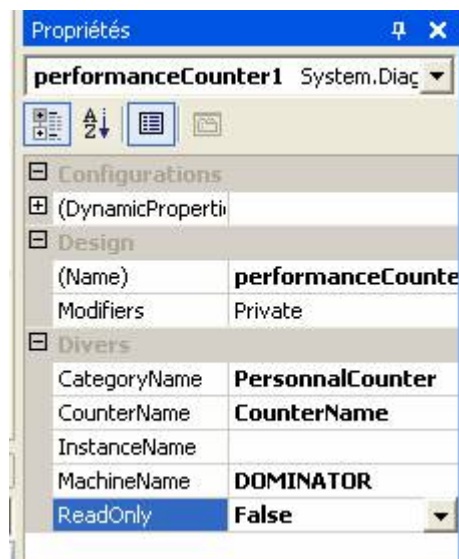 Propriétés
performanceCounter1 System.Diag
A
Z
Configurations
(DynamicProperti
Design
(Name) performanceCounte
Modifiers Private
Divers
CategoryName PersonnalCounter
CounterName CounterName
InstanceName
MachineName DOMINATOR
ReadOnly False